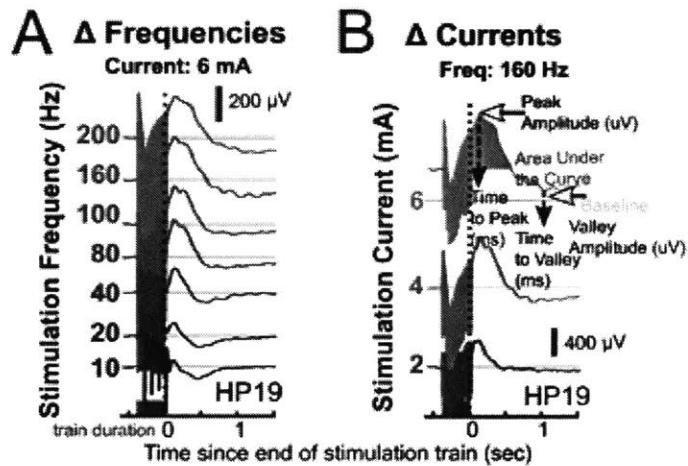 A Δ Frequencies
Current: 6 mA
200 μV
Stimulation Frequency (Hz)
200
160
100
80
40
20
10
HP19
train duration
0
1
B Δ Currents
Freq: 160 Hz
Stimulation Current (mA)
6
4
2
Peak
Amplitude (uV)
Area Under
the Curve
Baseline
Time
to Peak
(ms)
Valley
Amplitude (uV)
Time
to Valley
(ms)
400 μV
HP19
0
1
Time since end of stimulation train (sec)